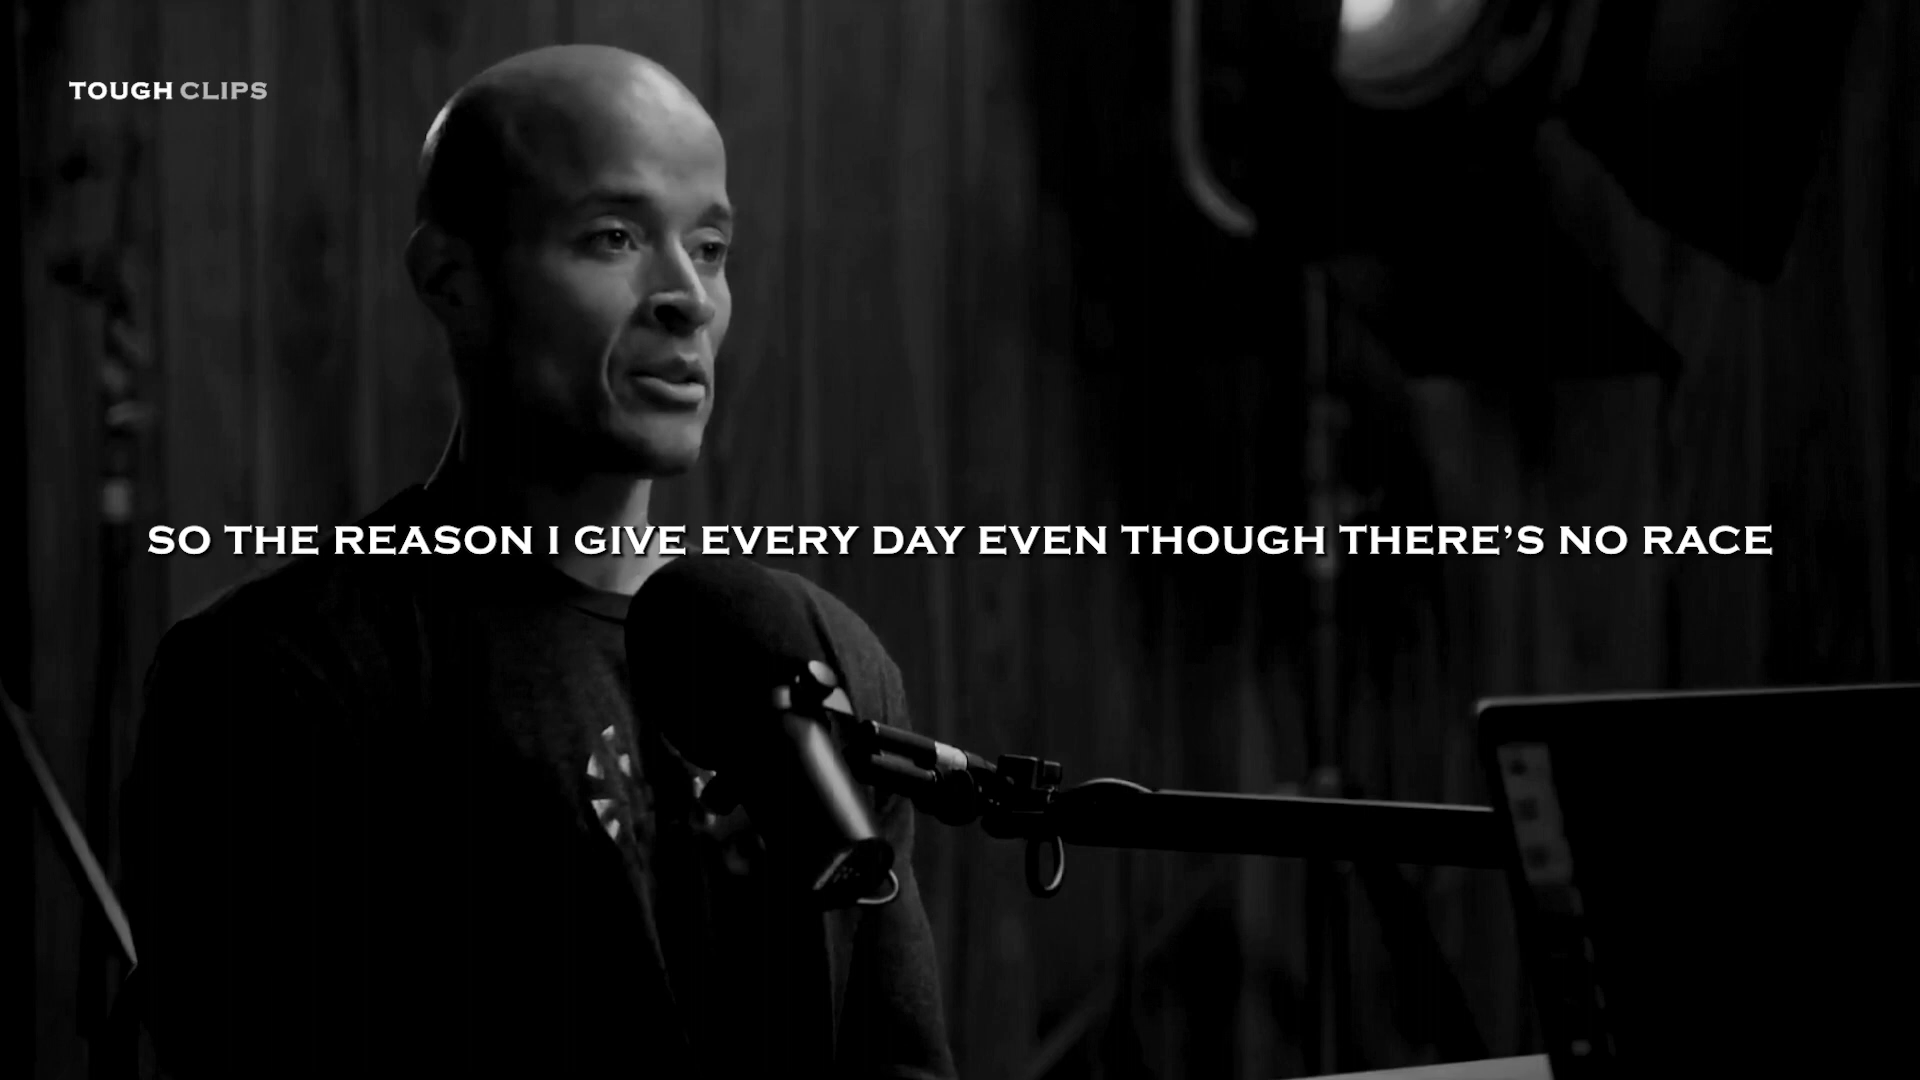 TOUGH CLIPS
SO THE REASON I GIVE EVERY DAY EVEN THOUGH THERE’S NO RACE